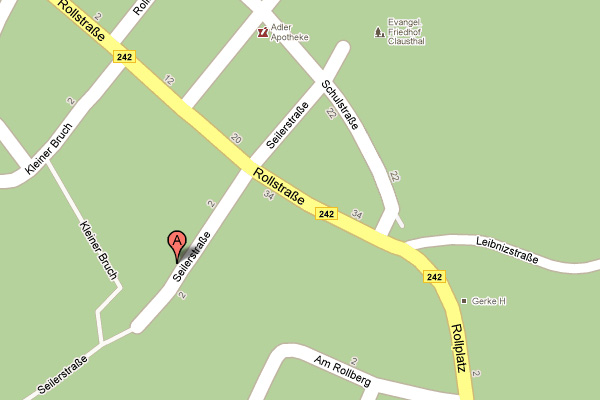 Rollstraße
2
Roll
Adler
Apotheke
Evangel
Friedhof
Clausthal
242
12
2
Schulstraße
22
Seilerstraße
20
Kleiner Bruch
Rollstraße
34
242
34
22
2
Kleiner Bruch
A
Seilerstraße
2
Leibnizstraße
242
Gerke H
Rollplatz
2
Am Rollberg
2
Seilerstraße